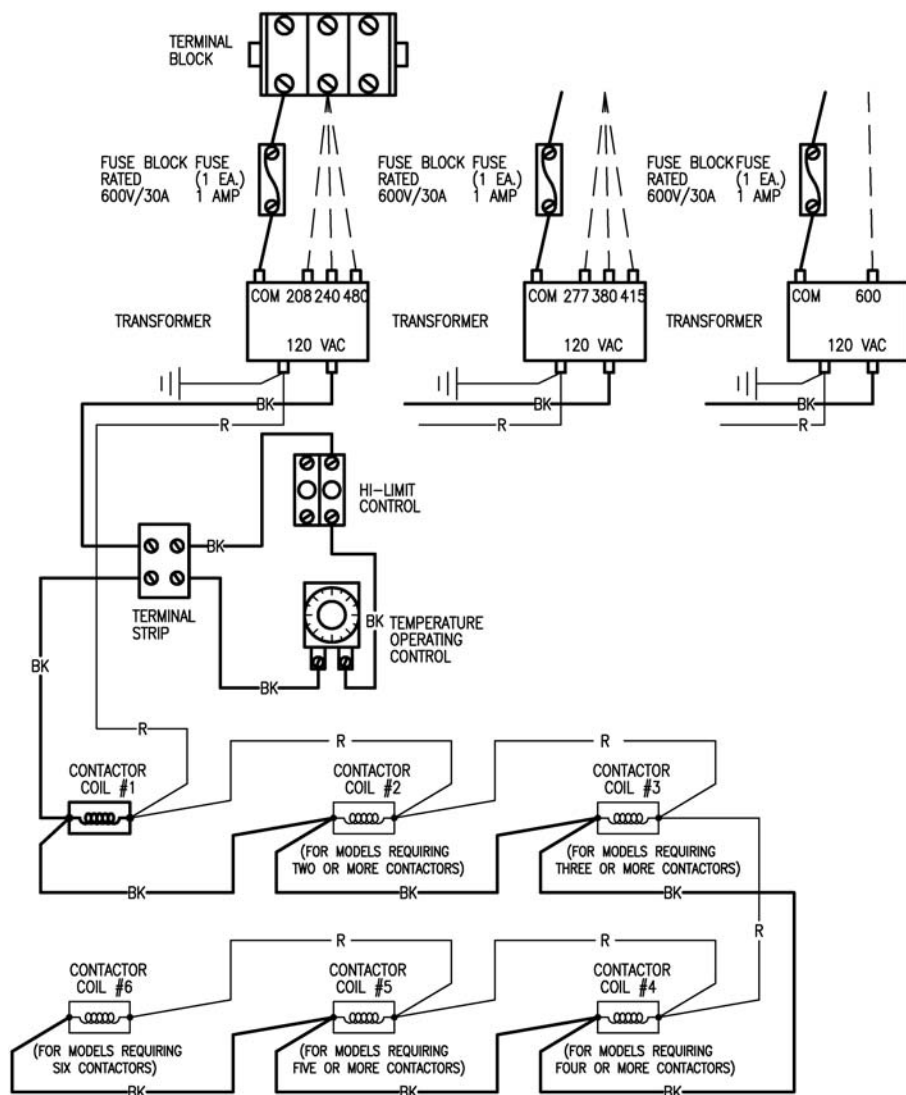 TERMINAL
BLOCK
FUSE BLOCK FUSE
RATED (1 EA.)
600V/30A 1 AMP
FUSE BLOCK FUSE
RATED (1 EA.)
600V/30A 1 AMP
FUSE BLOCK FUSE
RATED (1 EA.)
600V/30A 1 AMP
COM 208 240 480
TRANSFORMER
120 VAC
COM 277 380 415
TRANSFORMER
120 VAC
COM 600
TRANSFORMER
120 VAC
BK
R
BK
R
BK
R
HI-LIMIT
CONTROL
BK
TERMINAL
STRIP
BK
TEMPERATURE
OPERATING
CONTROL
BK
BK
R
R
R
CONTACTOR
COIL #1
CONTACTOR
COIL #2
CONTACTOR
COIL #3
(FOR MODELS REQUIRING
TWO OR MORE CONTACTORS)
(FOR MODELS REQUIRING
THREE OR MORE CONTACTORS)
BK
BK
BK
R
R
R
CONTACTOR
COIL #6
CONTACTOR
COIL #5
CONTACTOR
COIL #4
(FOR MODELS REQUIRING
SIX CONTACTORS)
(FOR MODELS REQUIRING
FIVE OR MORE CONTACTORS)
(FOR MODELS REQUIRING
FOUR OR MORE CONTACTORS)
BK
BK
BK